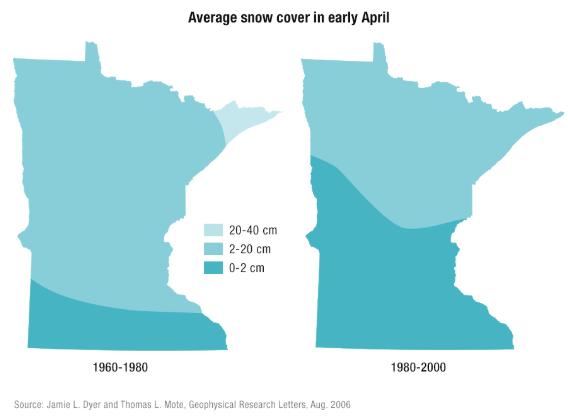 Average snow cover in early April
20-40 cm
2-20 cm
0-2 cm
1960-1980
1980-2000
Source: Jamie L. Dyer and Thomas L. Mote, Geophysical Research Letters, Aug. 2006